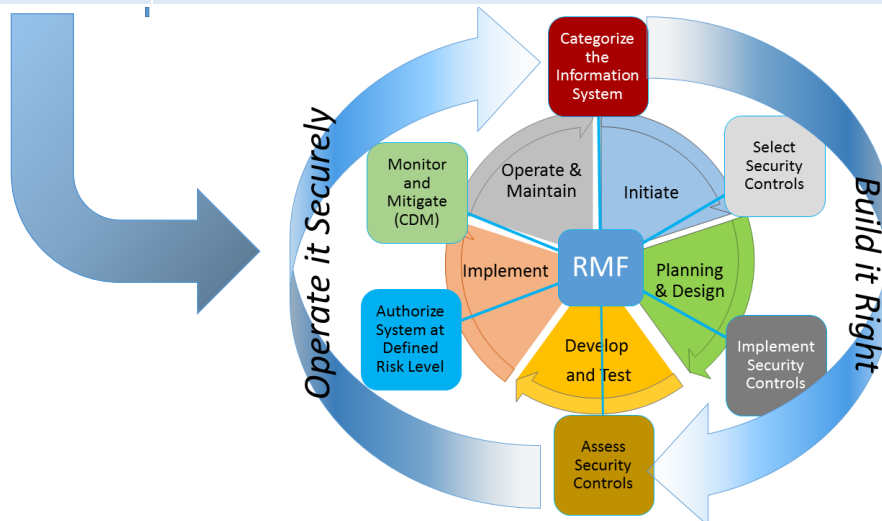 Categorize
the
Information
System
Select
Security
Controls
Implement
Security
Controls
Assess
Security
Controls
Authorize
System at
Defined
Risk Level
Monitor
and
Mitigate
(CDM)
Operate &
Maintain
Initiate
Planning
& Design
Develop
and Test
Implement
RMF
Operate it Securely
Build it Right